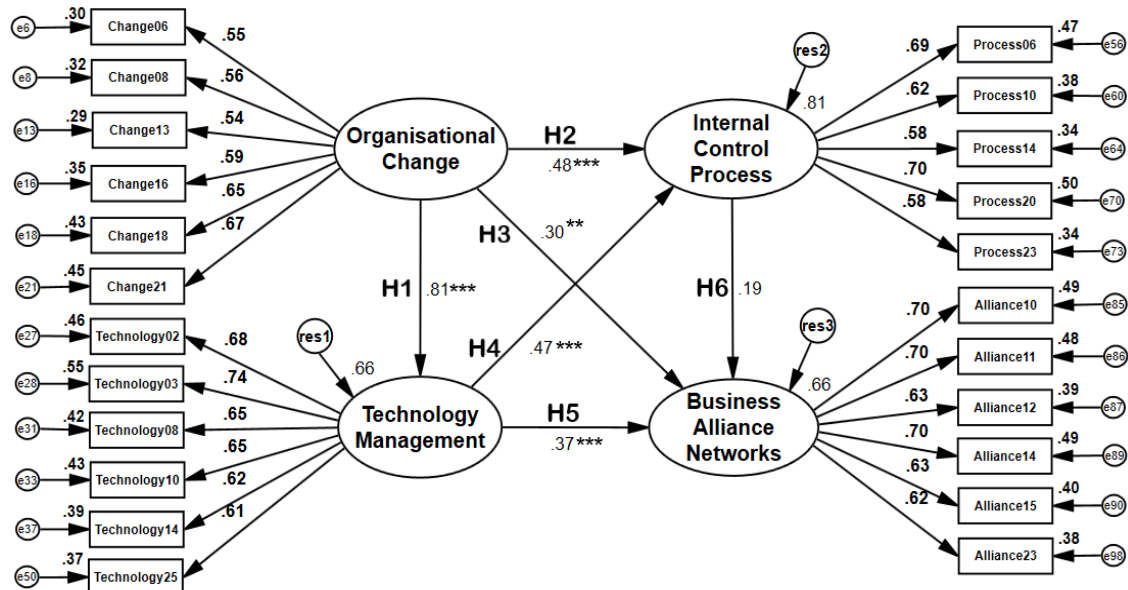 e6 .30 Change06 .55
e8 .32 Change08 .56
e13 .29 Change13 .54
e16 .35 Change16 .59
e18 .43 Change18 .65
e21 .45 Change21 .67
Organisational
Change
H2
.48***
res2
.81
Internal
Control
Process
.69 Process06 .47 e56
.62 Process10 .38 e60
.58 Process14 .34 e64
.70 Process20 .50 e70
.58 Process23 .34 e73
H3
.30 **
H1
.81***
H4
.47 ***
H6
.19
e27 .46 Technology02 .68
e28 .55 Technology03 .74
e31 .42 Technology08 .65
e33 .43 Technology10 .65
e37 .39 Technology14 .62
e50 .37 Technology25 .61
res1
.66
Technology
Management
H5
.37 ***
res3
.66
Business
Alliance
Networks
.70 Alliance10 .49 e85
.70 Alliance11 .48 e86
.63 Alliance12 .39 e87
.70 Alliance14 .49 e89
.63 Alliance15 .40 e90
.62 Alliance23 .38 e98